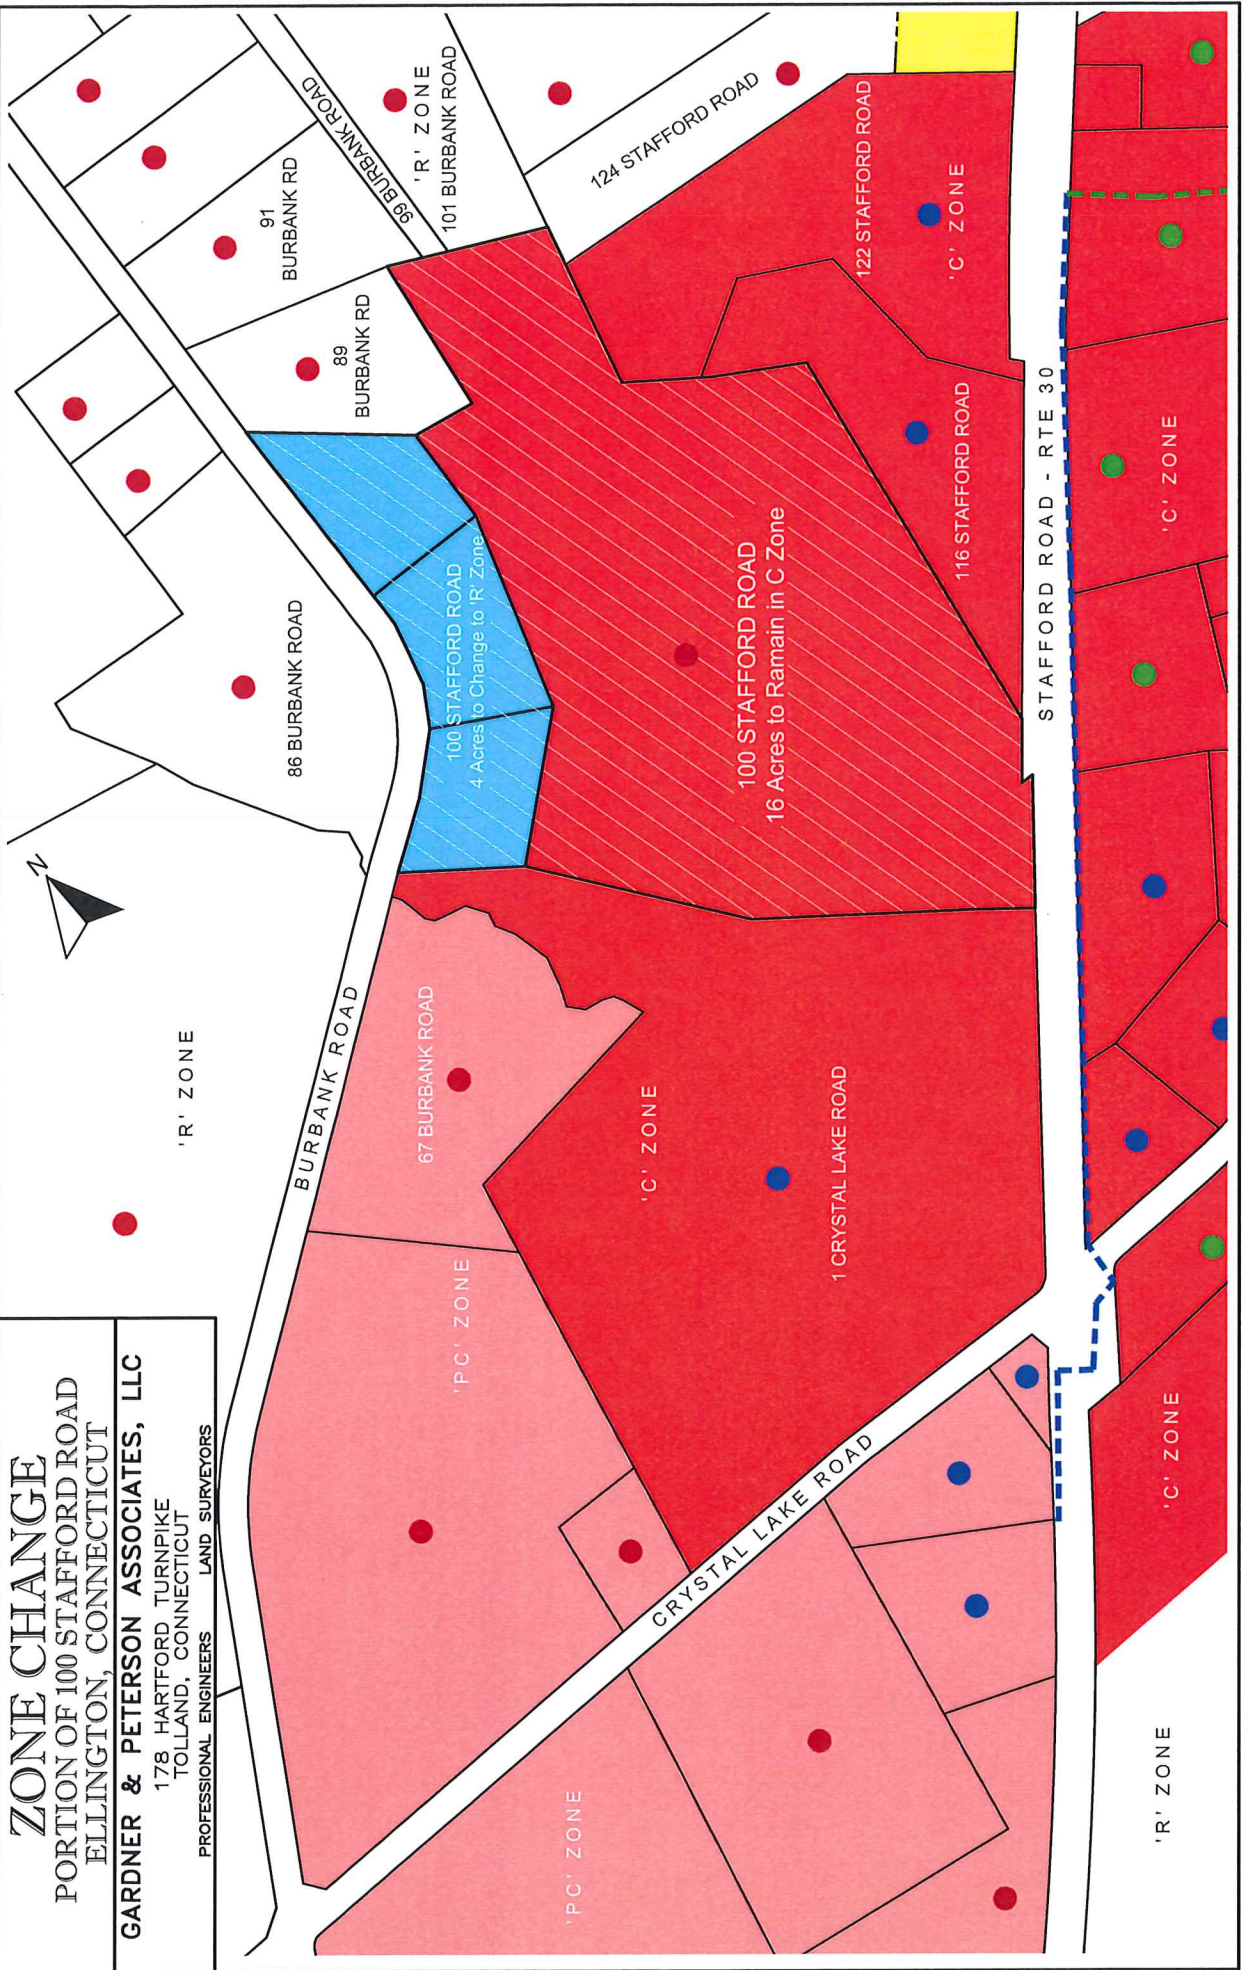 ZONE CHANGE
PORTION OF 100 STAFFORD ROAD
ELLINGTON, CONNECTICUT
GARDNER & PETERSON ASSOCIATES, LLC
178 HARTFORD TURNPIKE
TOLLAND, CONNECTICUT
PROFESSIONAL ENGINEERS LAND SURVEYORS
N
'R' ZONE
BURBANK ROAD
86 BURBANK ROAD
99 BURBANK ROAD
'R' ZONE
101 BURBANK ROAD
91
BURBANK RD
89
BURBANK RD
124 STAFFORD ROAD
122 STAFFORD ROAD
'C' ZONE
116 STAFFORD ROAD
100 STAFFORD ROAD
4 Acres to Change to 'R' Zone
100 STAFFORD ROAD
16 Acres to Ramain in C Zone
STAFFORD ROAD - RTE 30
'C' ZONE
67 BURBANK ROAD
'C' ZONE
1 CRYSTAL LAKE ROAD
'PC' ZONE
CRYSTAL LAKE ROAD
'PC' ZONE
'C' ZONE
'R' ZONE